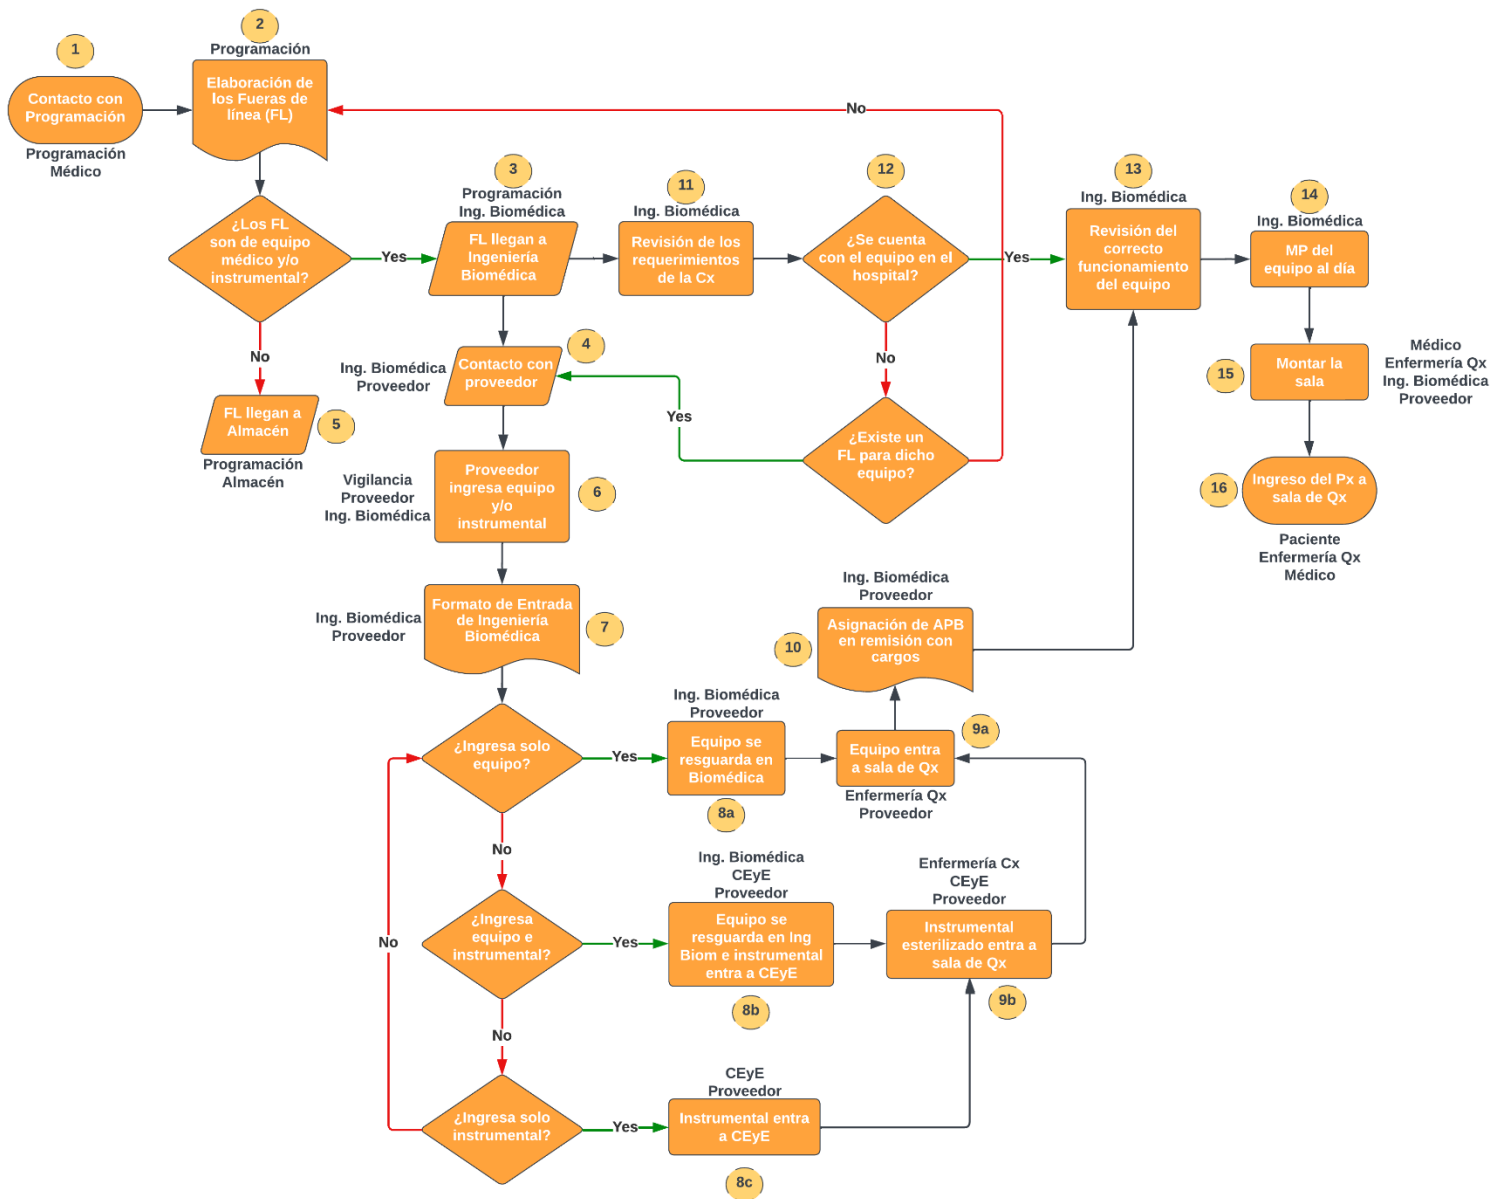 1
Contacto con
Programación
Programación
Médico
2
Programación
Elaboración de
los Fueras de
línea (FL)
¿Los FL
son de equipo
médico y/o
instrumental?
Yes
No
FL llegan a
Almacén
5
Programación
Almacén
3
Programación
Ing. Biomédica
FL llegan a
Ingeniería
Biomédica
11
Ing. Biomédica
Revisión de los
requerimientos
de la Cx
12
¿Se cuenta
con el equipo en el
hospital?
Yes
No
¿Existe un
FL para dicho
equipo?
Yes
No
4
Ing. Biomédica
Proveedor
Contacto con
proveedor
Vigilancia
Proveedor
Ing. Biomédica
Proveedor
ingresa equipo
y/o
instrumental
6
Ing. Biomédica
Proveedor
Formato de Entrada
de Ingeniería
Biomédica
7
¿Ingresa solo
equipo?
Yes
Ing. Biomédica
Proveedor
Equipo se
resguarda en
Biomédica
8a
No
¿Ingresa
equipo e
instrumental?
Yes
Ing. Biomédica
CEyE
Proveedor
Equipo se
resguarda en Ing
Biom e instrumental
entra a CEyE
8b
No
¿Ingresa solo
instrumental?
No
Yes
CEyE
Proveedor
Instrumental entra
a CEyE
8c
Enfermería Cx
CEyE
Proveedor
Instrumental
esterilizado entra a
sala de Qx
9b
9a
Equipo entra
a sala de Qx
Enfermería Qx
Proveedor
Ing. Biomédica
Proveedor
10
Asignación de APB
en remisión con
cargos
13
Ing. Biomédica
Revisión del
correcto
funcionamiento
del equipo
14
Ing. Biomédica
MP del
equipo al día
15
Montar la
sala
Médico
Enfermería Qx
Ing. Biomédica
Proveedor
16
Ingreso del Px a
sala de Qx
Paciente
Enfermería Qx
Médico